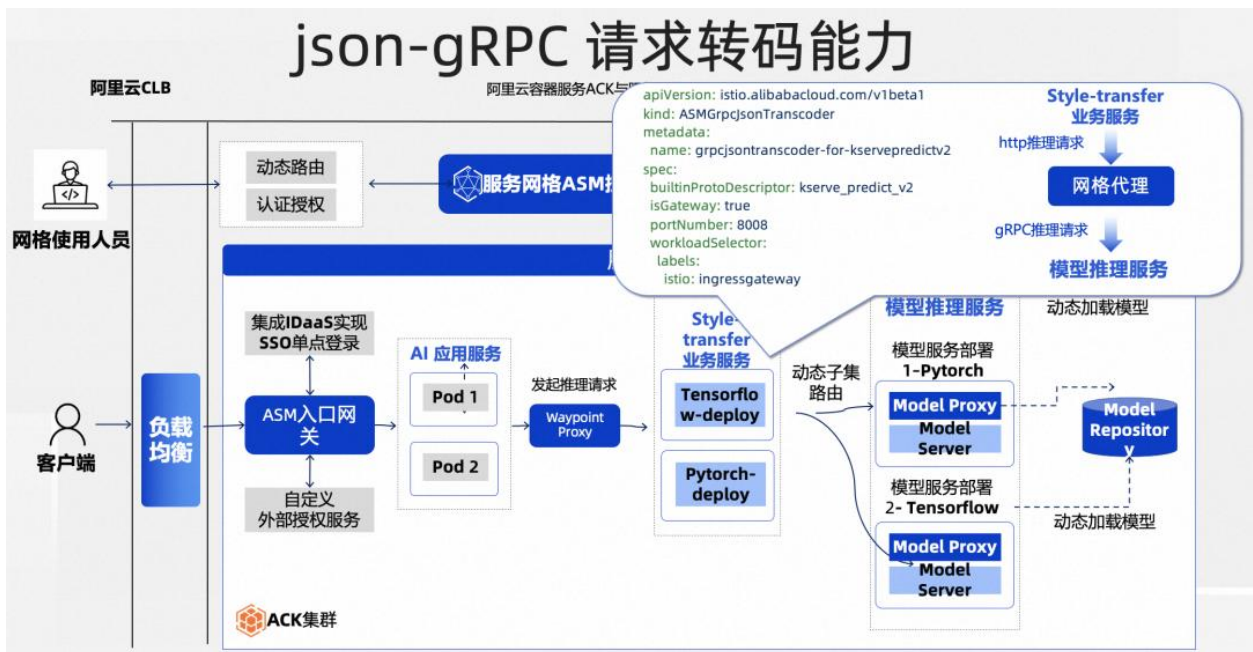 json-gRPC 请求转码能力
阿里云CLB
阿里云容器服务ACK与
apiVersion: istio.alibabacloud.com/v1beta1
kind: ASMGrpcJsonTranscoder
metadata:
name: grpcjsontranscoder-for-kservepredictv2
spec:
builtinProtoDescriptor: kserve_predict_v2
isGateway: true
portNumber: 8008
workloadSelector:
labels:
istio: ingressgateway
Style-transfer
业务服务
http推理请求
网格代理
gRPC推理请求
模型推理服务
动态路由
认证授权
服务网格ASM
网格使用人员
集成IDaaS实现
SSO单点登录
ASM入口网
关
自定义
外部授权服务
客户端
负载
均衡
AI 应用服务
Pod 1
Pod 2
发起推理请求
Waypoint
Proxy
Style-
transfer
业务服务
Tensorflo
w-deploy
Pytorch-
deploy
动态子集
路由
模型推理服务
模型服务部署
1-Pytorch
Model Proxy
Model
Server
模型服务部署
2- Tensorflow
Model Proxy
Model
Server
动态加载模型
Model
Repositor
y
动态加载模型
ACK集群